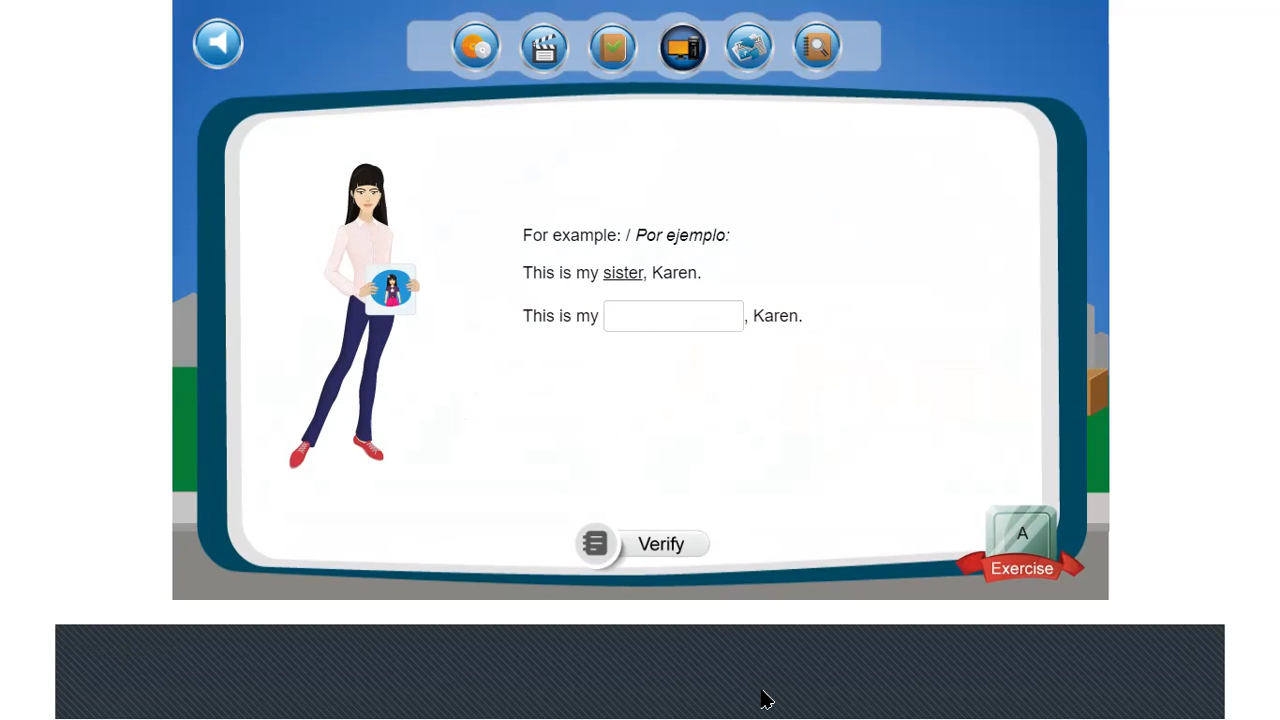 For example: / Por ejemplo:
This is my sister, Karen.
This is my , Karen.
Verify
A
Exercise